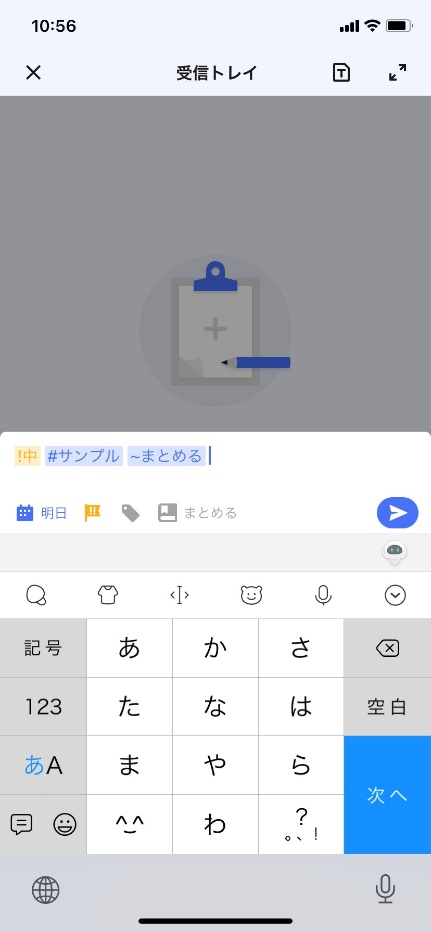 10:56
受信トレイ
!中 #サンプル ~まとめる
明日 まとめる
記号 あ か さ
123 た な は 空白
あA ま や ら 次へ
^_^ わ ?。、!